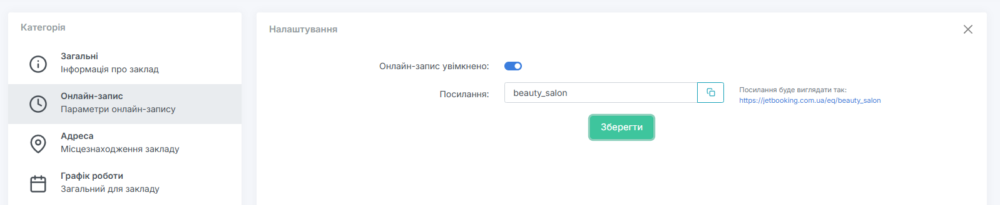 Категорія
Загальні
Інформація про заклад
Онлайн-запис
Параметри онлайн-запису
Адреса
Місцезнаходження закладу
Графік роботи
Загальний для закладу
Налаштування
Онлайн-запис увімкнено:
Посилання:
beauty_salon
Посилання буде виглядати так:
https://jetbooking.com.ua/eq/beauty_salon
Зберегти